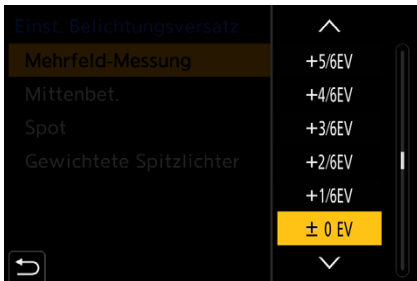 Einst. Belichtungsversatz
Mehrfeld-Messung
Mittenbet.
Spot
Gewichtete Spitzlichter
+5/6EV
+4/6EV
+3/6EV
+2/6EV
+1/6EV
± 0 EV